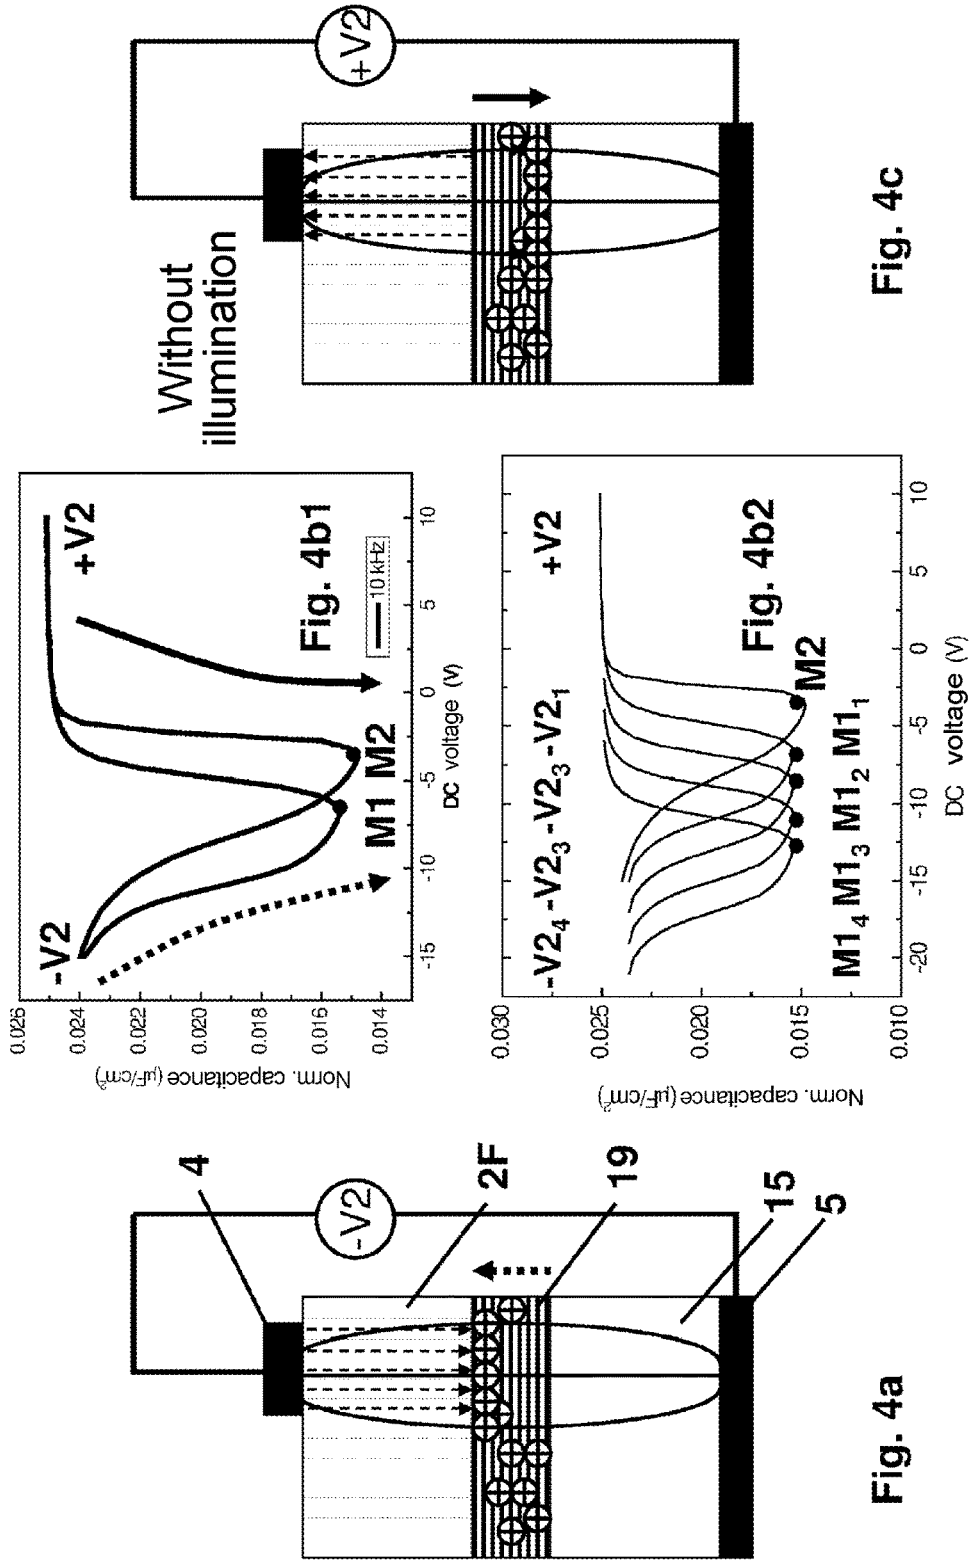 4
-V2
2F
19
15
5
Fig. 4a
-V2
+V2
Fig. 4b1
10 kHz
M1 M2
0.026
0.024
0.022
0.020
0.018
0.016
0.014
Norm. capacitance (µF/cm²)
-15 -10 -5 0 5 10
DC voltage (V)
-V2₄ -V2₃ -V2₃ -V2₁ +V2
M2
Fig. 4b2
M1₄ M1₃ M1₂ M1₁
0.030
0.025
0.020
0.015
0.010
Norm. capacitance (µF/cm²)
-20 -15 -10 -5 0 5 10
DC voltage (V)
Without
illumination
+V2
Fig. 4c